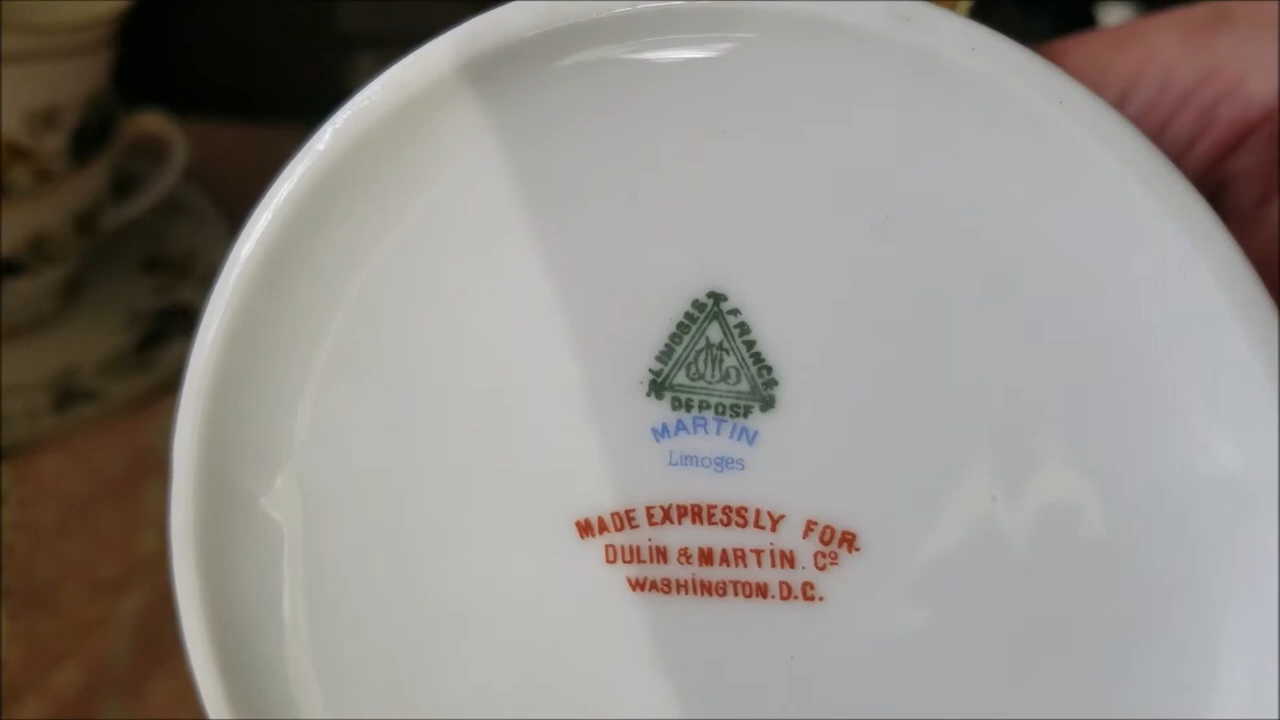 LIMOGES FRANCE
DEPOSE
MARTIN
Limoges
MADE EXPRESSLY FOR.
DULIN & MARTIN. Cº
WASHINGTON. D.C.